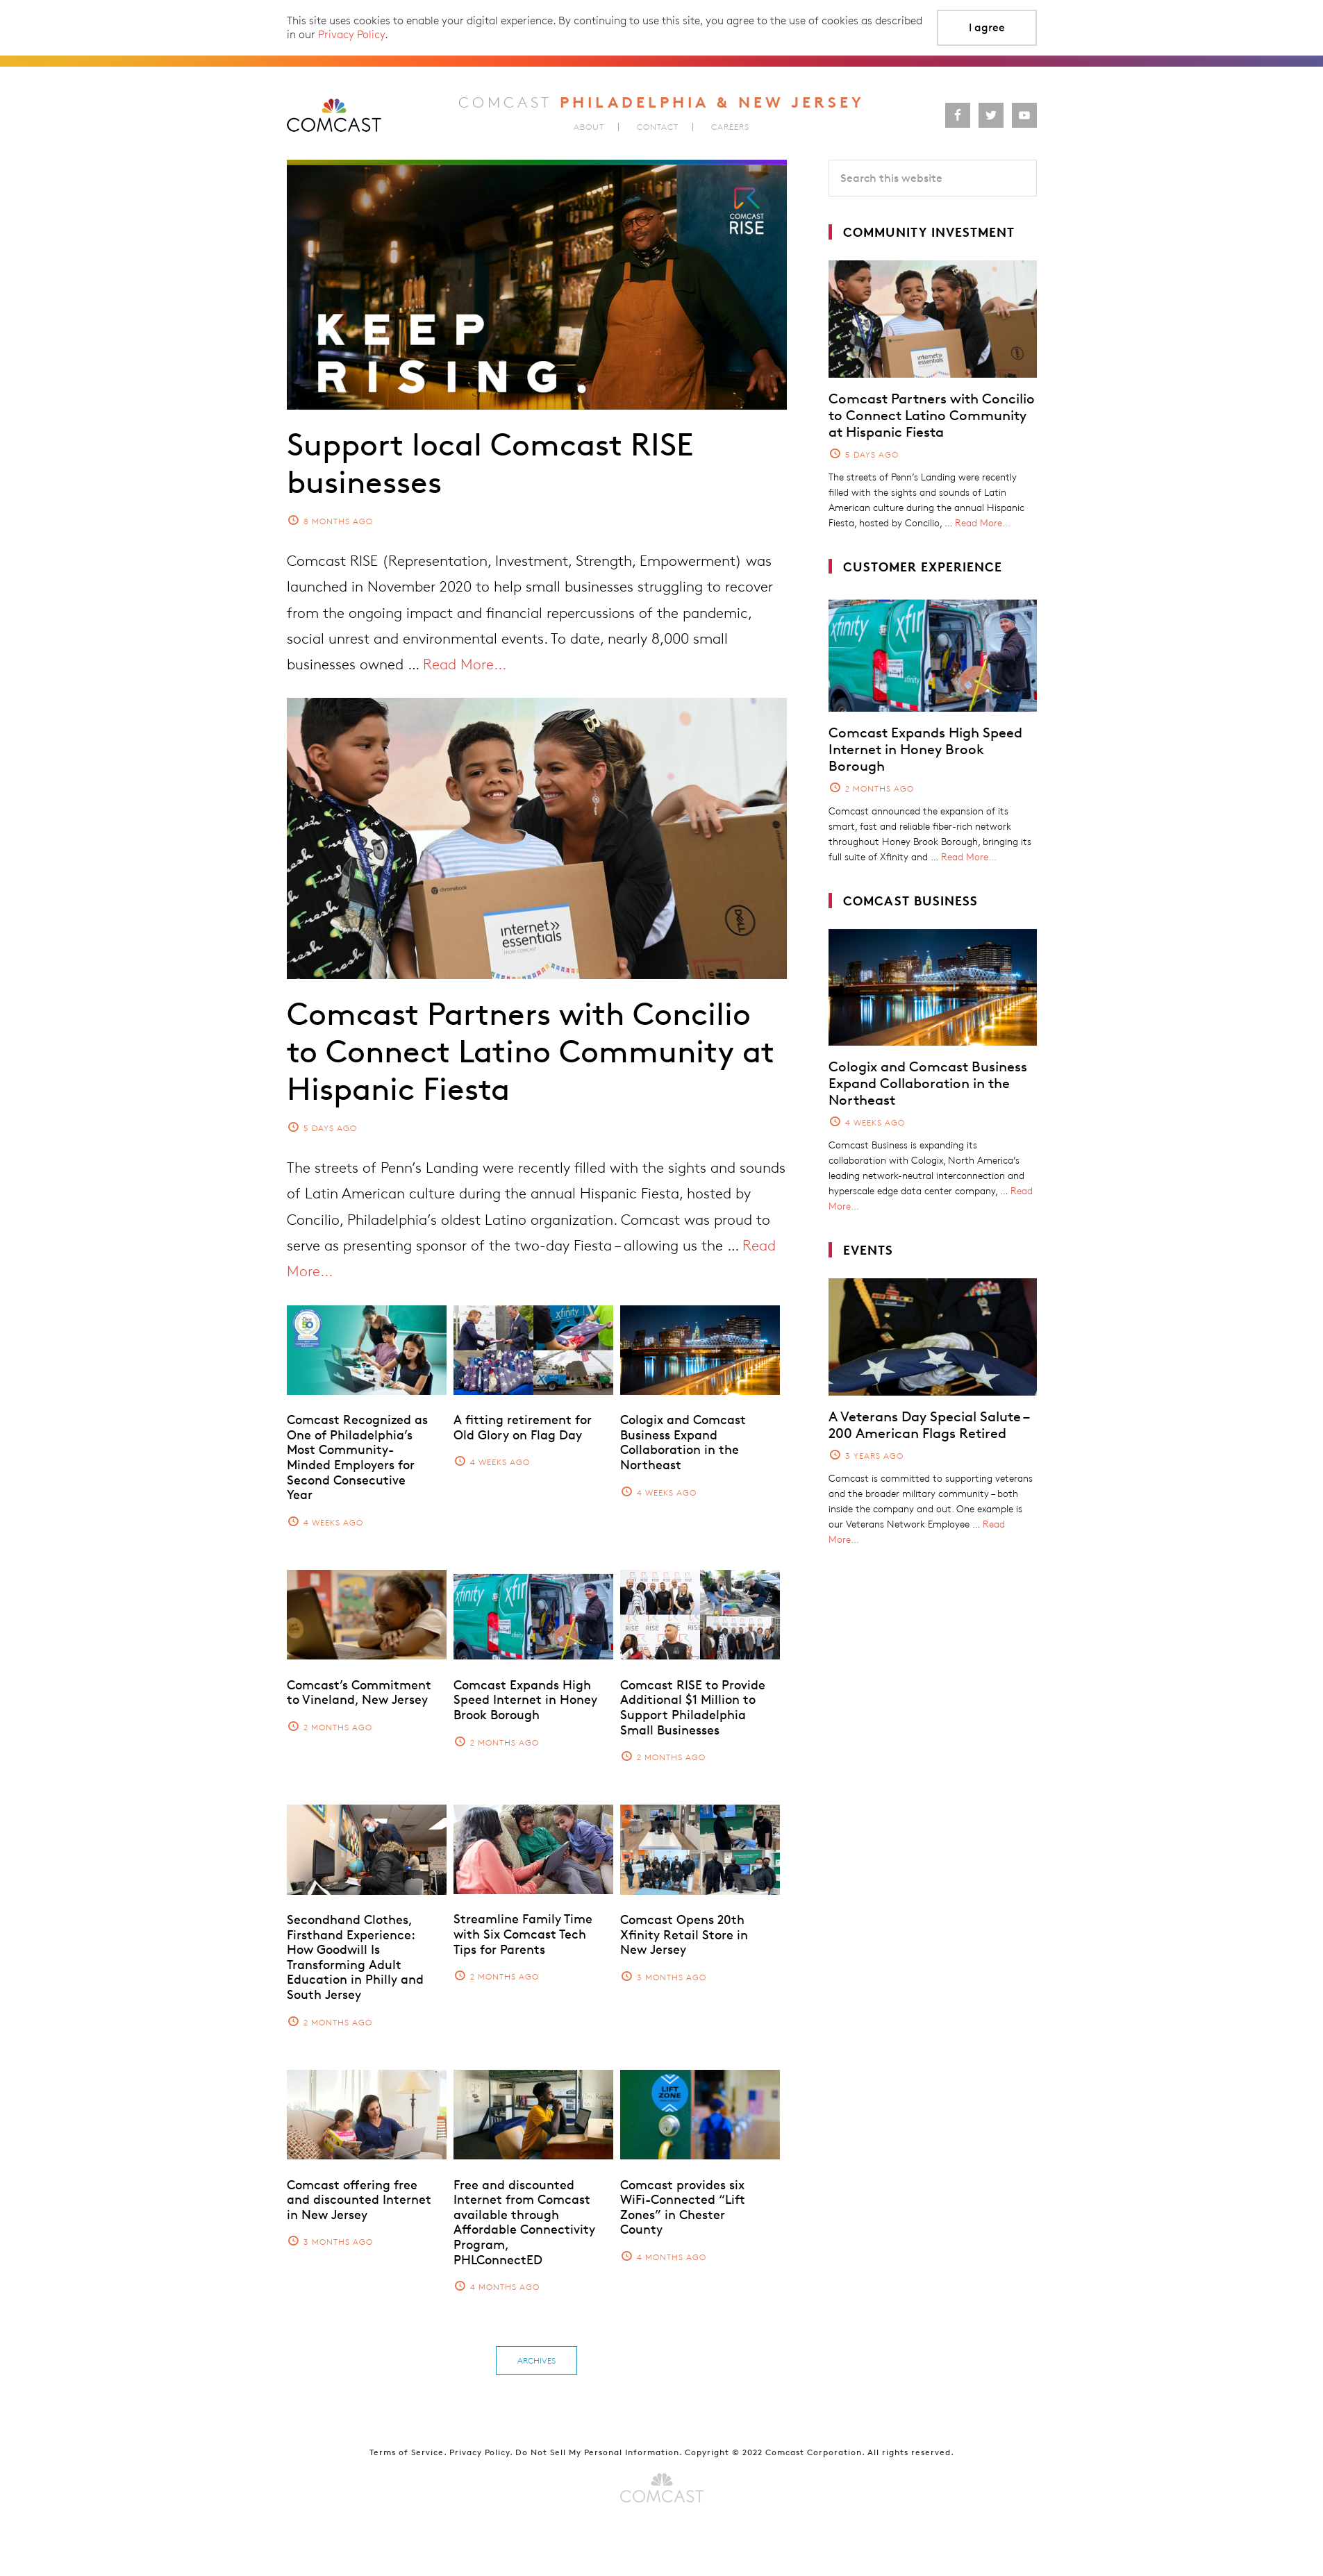 This site uses cookies to enable your digital experience. By continuing to use this site, you agree to the use of cookies as described
in our Privacy Policy.
I agree
COMCAST
COMCAST PHILADELPHIA & NEW JERSEY
ABOUT | CONTACT | CAREERS
COMCAST
RISE
KEEP
RISING.
Support local Comcast RISE
businesses
8 MONTHS AGO
Comcast RISE (Representation, Investment, Strength, Empowerment) was
launched in November 2020 to help small businesses struggling to recover
from the ongoing impact and financial repercussions of the pandemic,
social unrest and environmental events. To date, nearly 8,000 small
businesses owned ... Read More...
chromebook
internet essentials
FROM COMCAST
DELL
Comcast Partners with Concilio
to Connect Latino Community at
Hispanic Fiesta
5 DAYS AGO
The streets of Penn's Landing were recently filled with the sights and sounds
of Latin American culture during the annual Hispanic Fiesta, hosted by
Concilio, Philadelphia's oldest Latino organization. Comcast was proud to
serve as presenting sponsor of the two-day Fiesta – allowing us the ... Read
More...
Comcast Recognized as
One of Philadelphia's
Most Community-
Minded Employers for
Second Consecutive
Year
4 WEEKS AGO
xfinity
A fitting retirement for
Old Glory on Flag Day
4 WEEKS AGO
Cologix and Comcast
Business Expand
Collaboration in the
Northeast
4 WEEKS AGO
Comcast's Commitment
to Vineland, New Jersey
2 MONTHS AGO
xfinity
Comcast Expands High
Speed Internet in Honey
Brook Borough
2 MONTHS AGO
RISE RISE RISE
Comcast RISE to Provide
Additional $1 Million to
Support Philadelphia
Small Businesses
2 MONTHS AGO
Secondhand Clothes,
Firsthand Experience:
How Goodwill Is
Transforming Adult
Education in Philly and
South Jersey
2 MONTHS AGO
Streamline Family Time
with Six Comcast Tech
Tips for Parents
2 MONTHS AGO
Comcast Opens 20th
Xfinity Retail Store in
New Jersey
3 MONTHS AGO
Comcast offering free
and discounted Internet
in New Jersey
3 MONTHS AGO
Free and discounted
Internet from Comcast
available through
Affordable Connectivity
Program,
PHLConnectED
4 MONTHS AGO
LIFT
ZONE
Comcast provides six
WiFi-Connected “Lift
Zones” in Chester
County
4 MONTHS AGO
ARCHIVES
Search this website
COMMUNITY INVESTMENT
internet essentials
Comcast Partners with Concilio
to Connect Latino Community
at Hispanic Fiesta
5 DAYS AGO
The streets of Penn's Landing were recently
filled with the sights and sounds of Latin
American culture during the annual Hispanic
Fiesta, hosted by Concilio, ... Read More...
CUSTOMER EXPERIENCE
xfinity
Comcast Expands High Speed
Internet in Honey Brook
Borough
2 MONTHS AGO
Comcast announced the expansion of its
smart, fast and reliable fiber-rich network
throughout Honey Brook Borough, bringing its
full suite of Xfinity and ... Read More...
COMCAST BUSINESS
Cologix and Comcast Business
Expand Collaboration in the
Northeast
4 WEEKS AGO
Comcast Business is expanding its
collaboration with Cologix, North America's
leading network-neutral interconnection and
hyperscale edge data center company, ... Read
More...
EVENTS
A Veterans Day Special Salute –
200 American Flags Retired
3 YEARS AGO
Comcast is committed to supporting veterans
and the broader military community – both
inside the company and out. One example is
our Veterans Network Employee ... Read
More...
Terms of Service. Privacy Policy. Do Not Sell My Personal Information. Copyright © 2022 Comcast Corporation. All rights reserved.
COMCAST